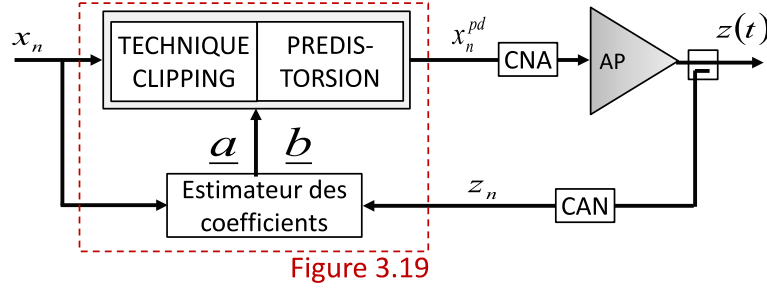 x_n
TECHNIQUE CLIPPING
PREDIS-TORSION
x_n^{pd}
CNA
AP
z(t)
a b
Estimateur des
coefficients
z_n
CAN
Figure 3.19